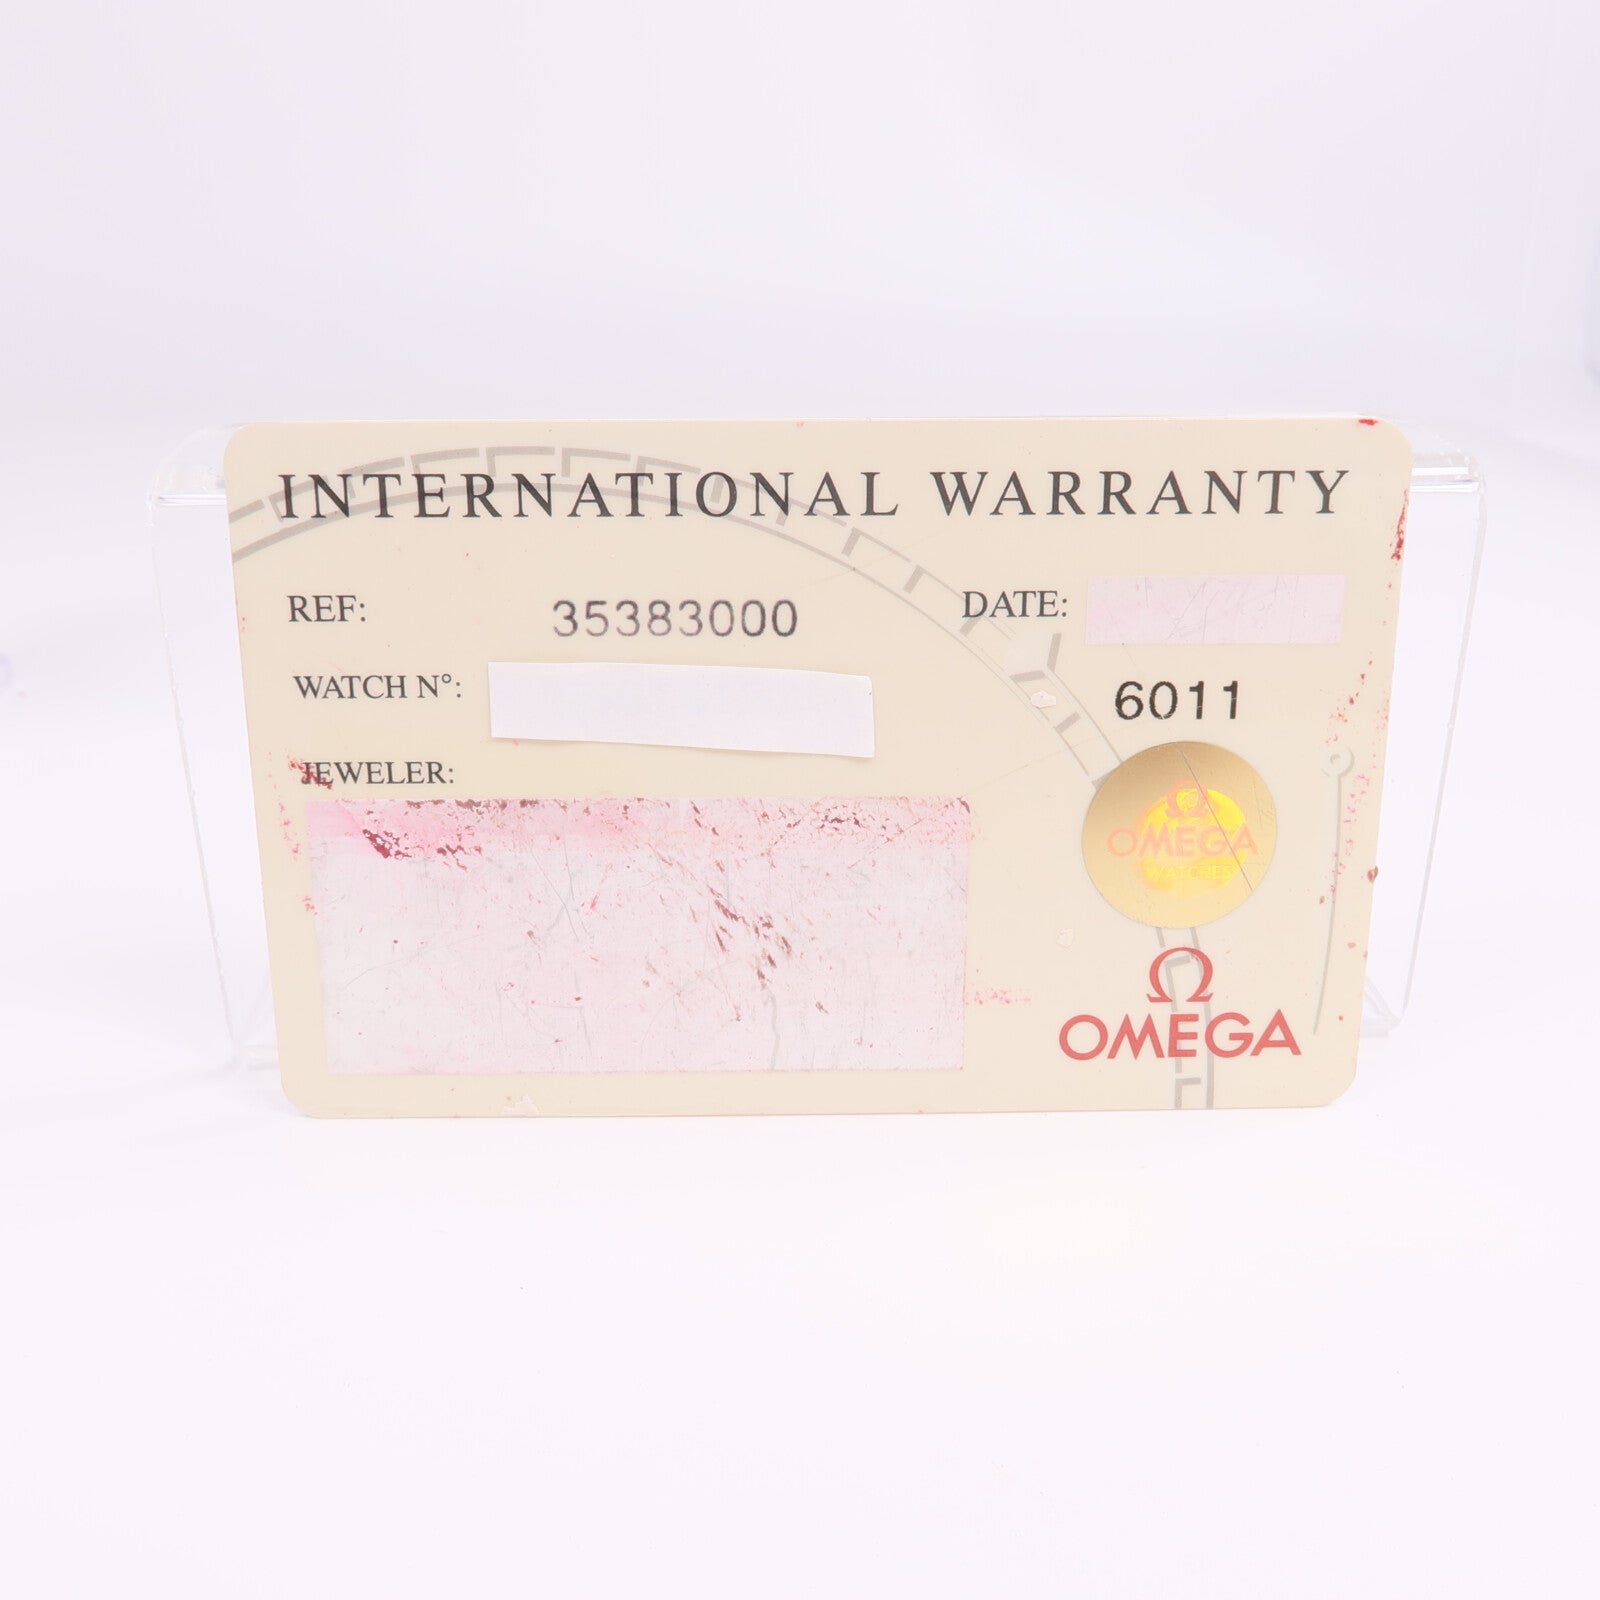 INTERNATIONAL WARRANTY
REF: 35383000 DATE:
WATCH N°: 6011
JEWELER:
Ω
OMEGA
WATCHES
Ω
OMEGA